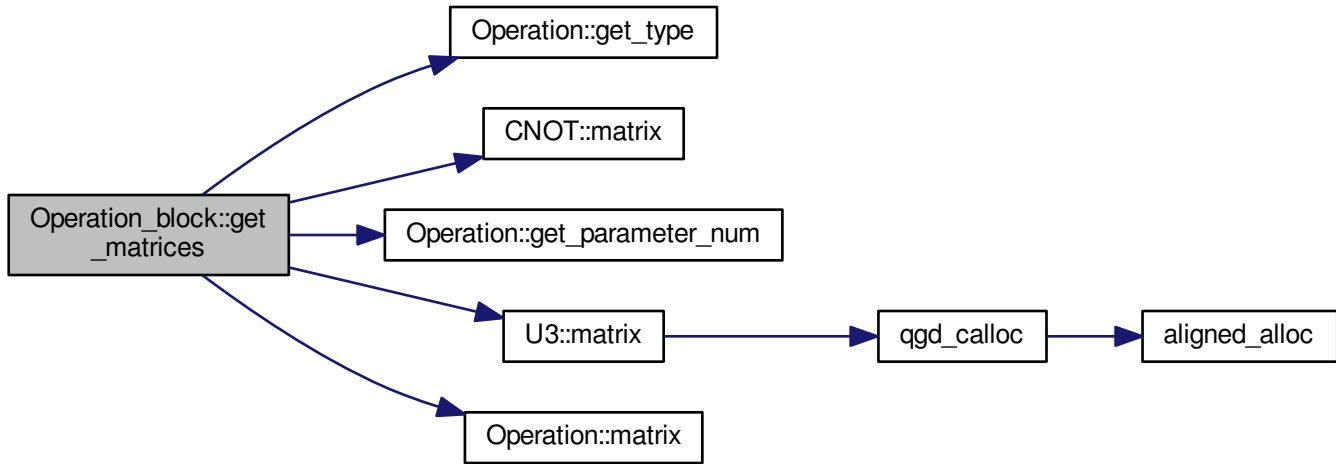 Operation::get_type
CNOT::matrix
Operation_block::get
_matrices
Operation::get_parameter_num
U3::matrix
qgd_calloc
aligned_alloc
Operation::matrix